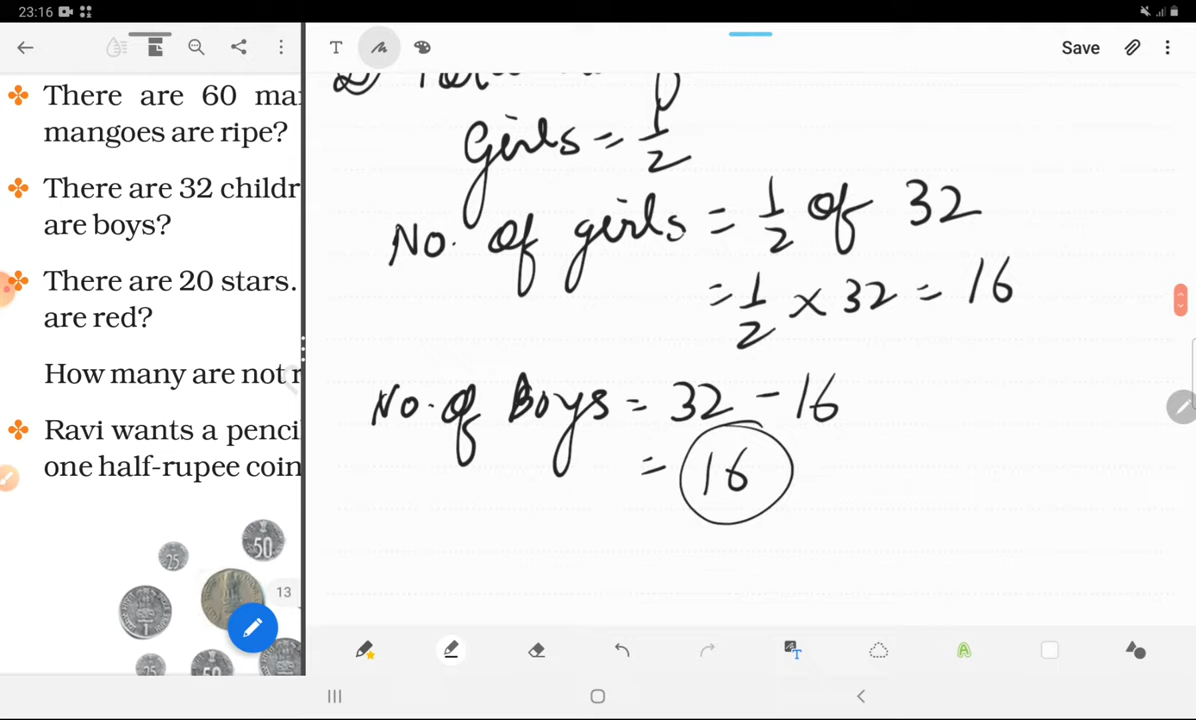 23:16
T
Save
There are 60 ma
mangoes are ripe?
There are 32 childr
are boys?
There are 20 stars.
are red?
How many are not r
Ravi wants a penci
one half-rupee coin
25
50
1
13
25
50
2)
Girls = 1/2
No. of girls = 1/2 of 32
= 1/2 × 32 = 16
No. of Boys = 32 - 16
= 16
T
A